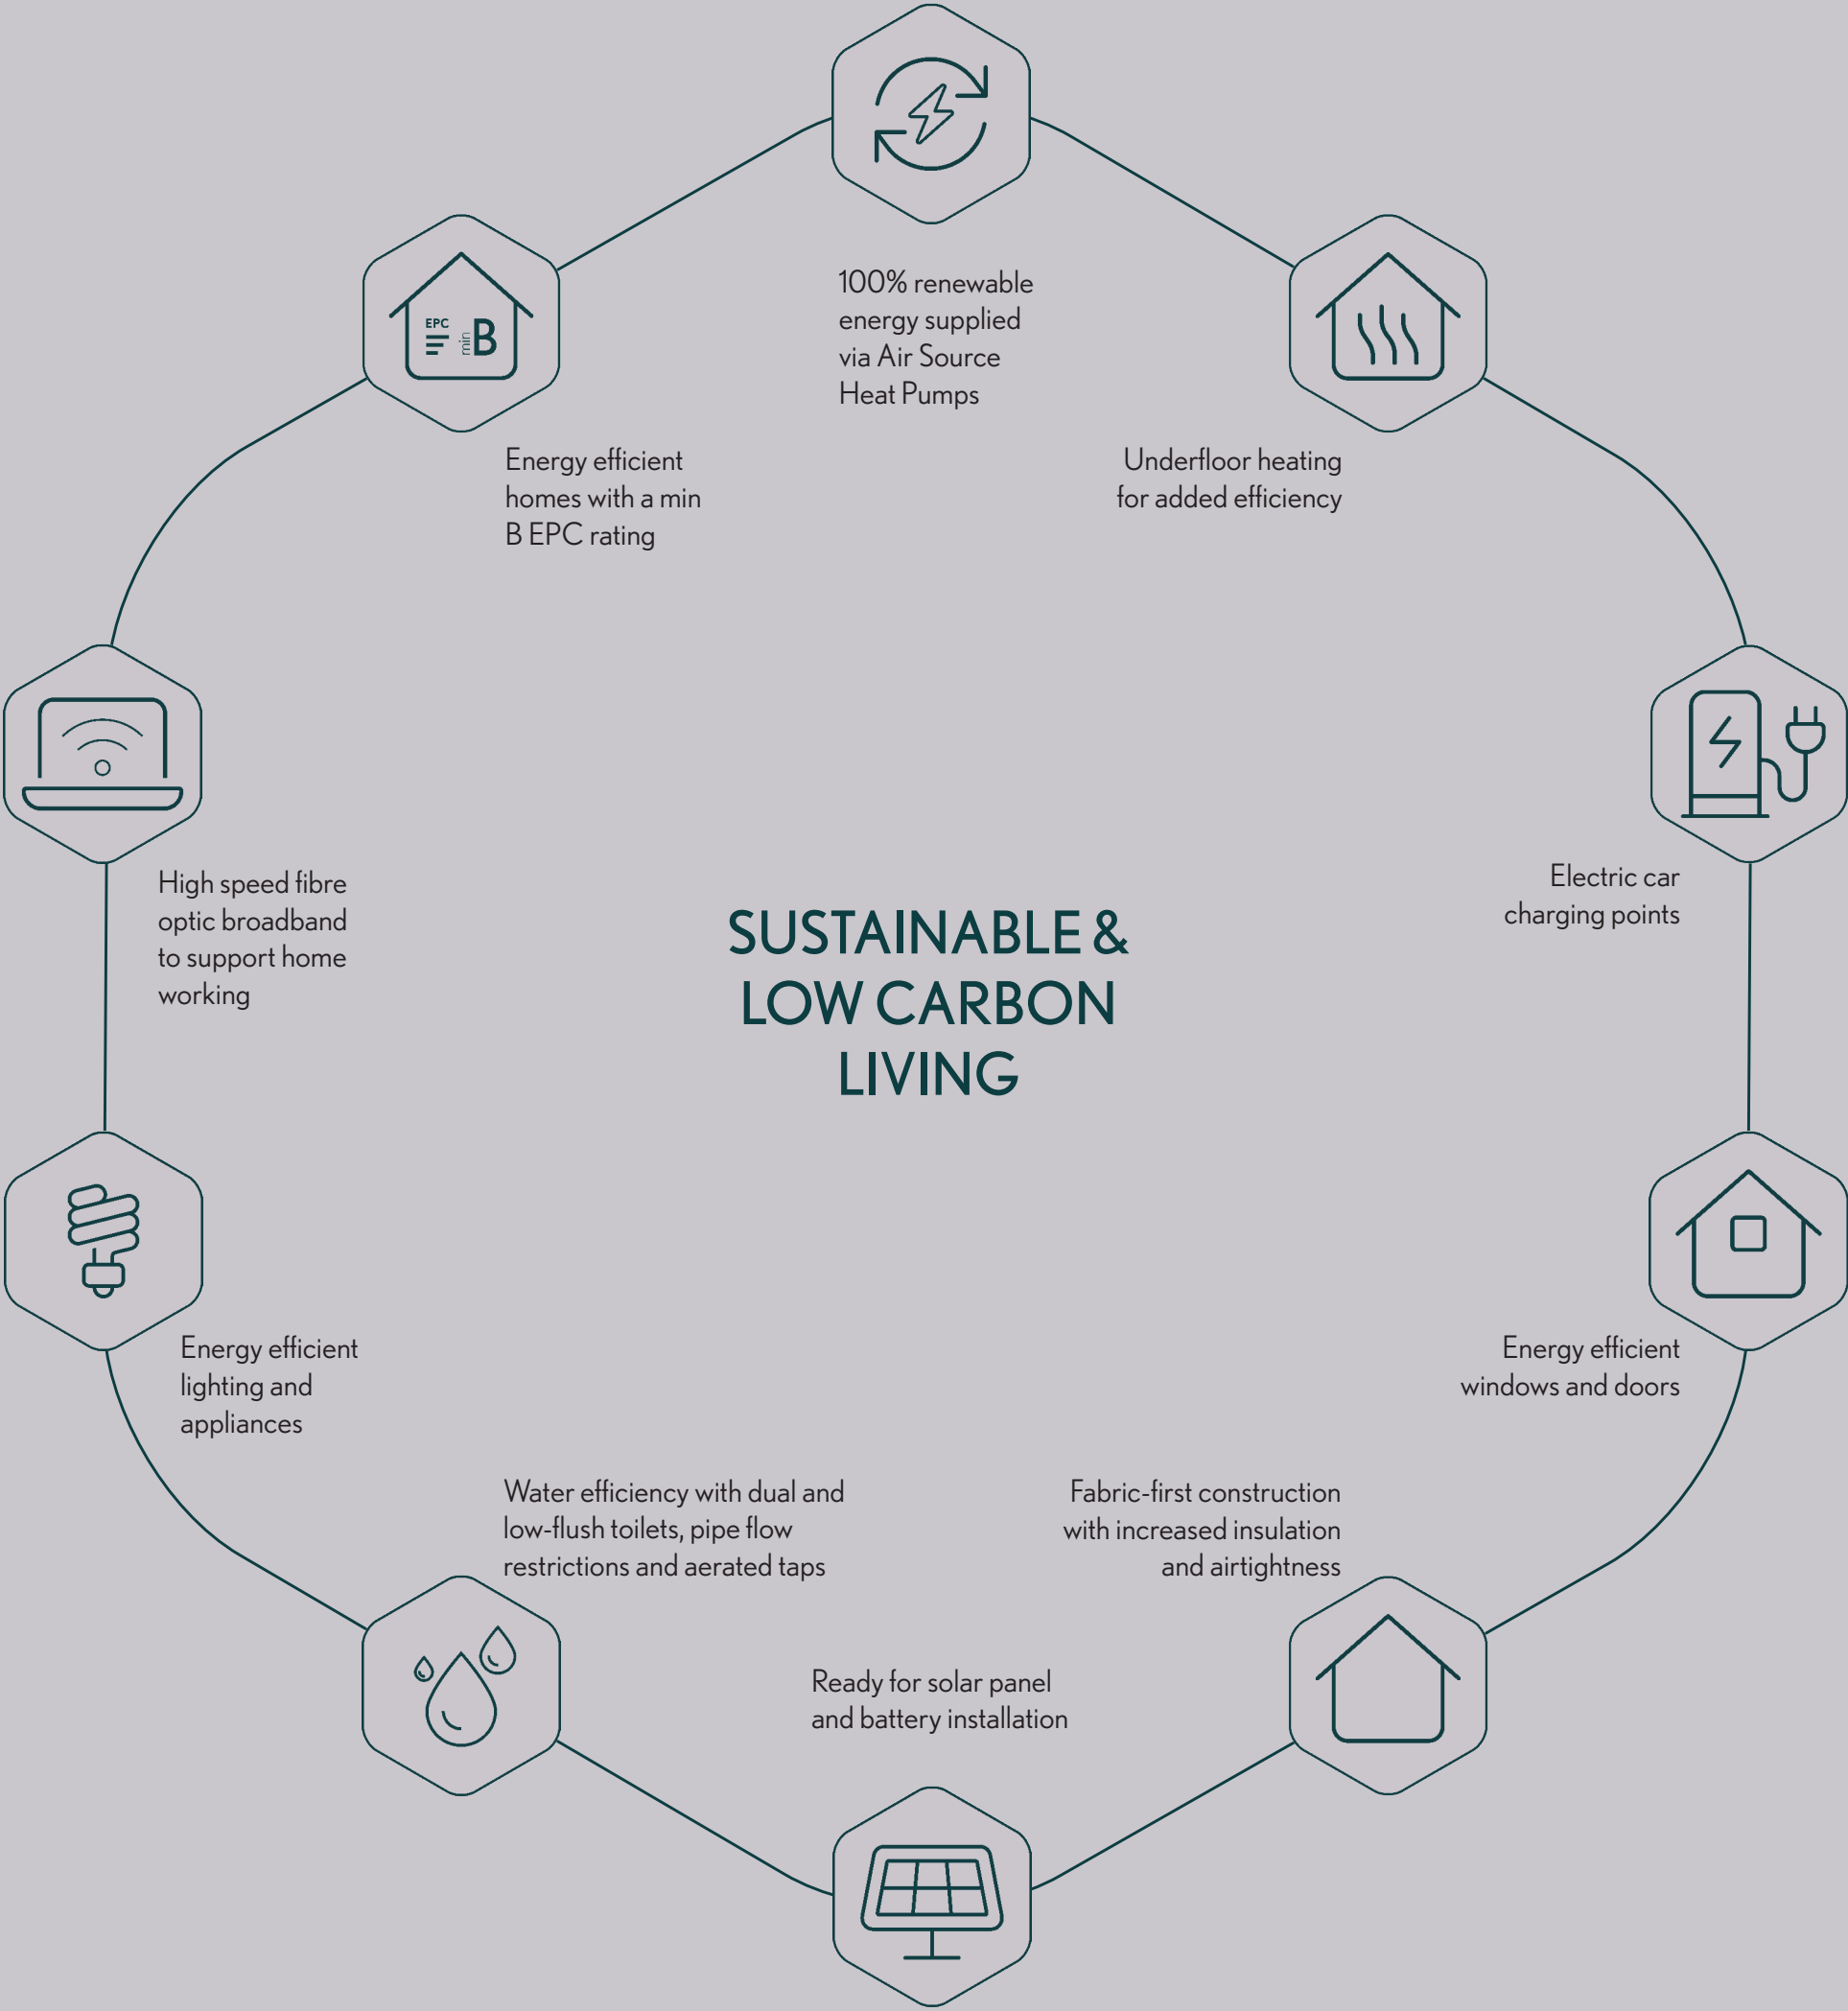 100% renewable
energy supplied
via Air Source
Heat Pumps
EPC
min
B
Energy efficient
homes with a min
B EPC rating
Underfloor heating
for added efficiency
High speed fibre
optic broadband
to support home
working
Electric car
charging points
SUSTAINABLE &
LOW CARBON
LIVING
Energy efficient
lighting and
appliances
Energy efficient
windows and doors
Water efficiency with dual and
low-flush toilets, pipe flow
restrictions and aerated taps
Fabric-first construction
with increased insulation
and airtightness
Ready for solar panel
and battery installation